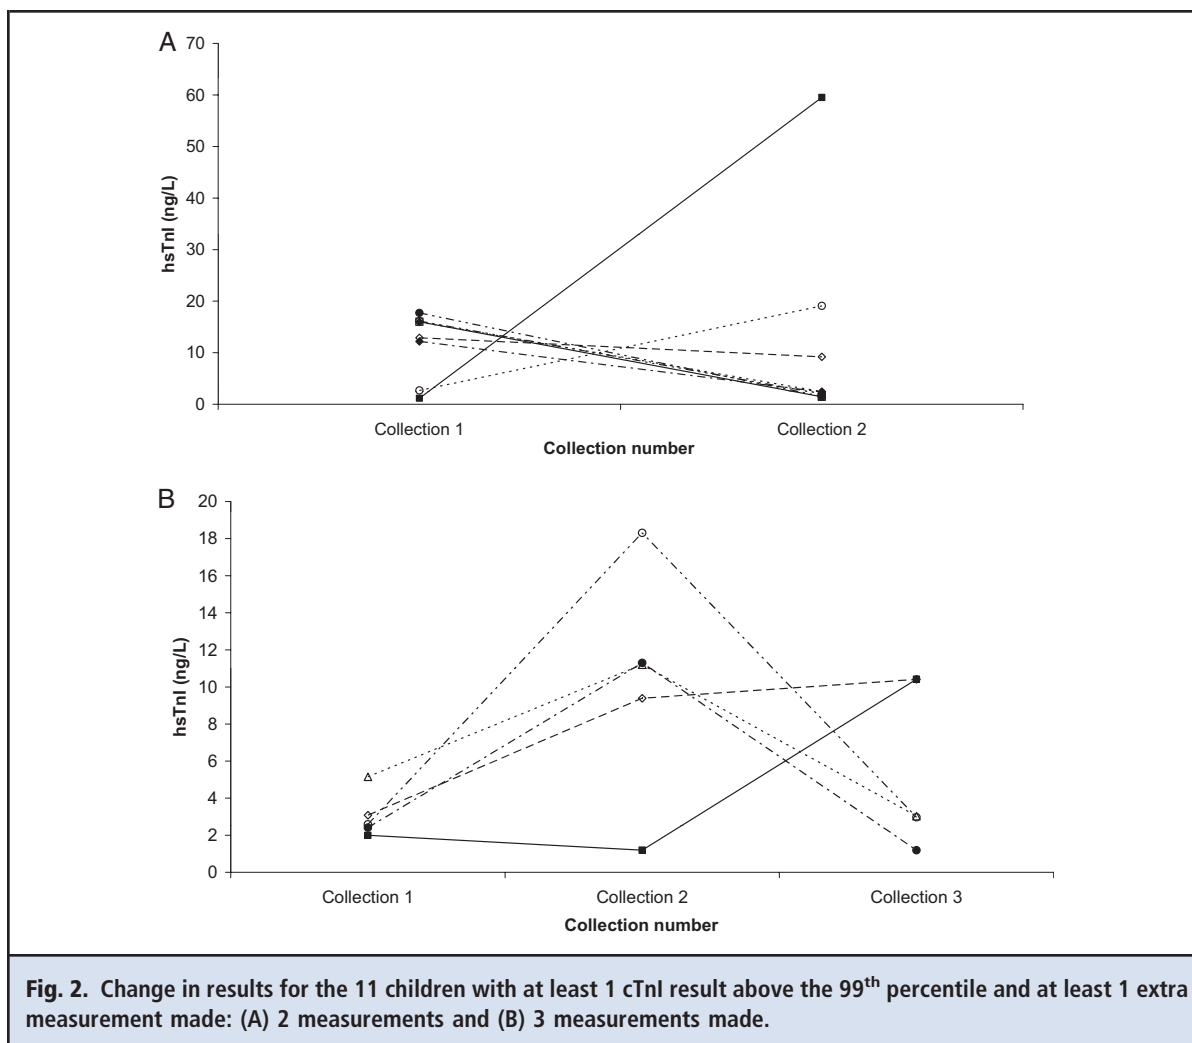 A
70
60
50
40
30
20
10
0
hsTnI (ng/L)
Collection 1 Collection 2
Collection number
B
20
18
16
14
12
10
8
6
4
2
0
hsTnI (ng/L)
Collection 1 Collection 2 Collection 3
Collection number
Fig. 2. Change in results for the 11 children with at least 1 cTnI result above the 99th percentile and at least 1 extra
measurement made: (A) 2 measurements and (B) 3 measurements made.